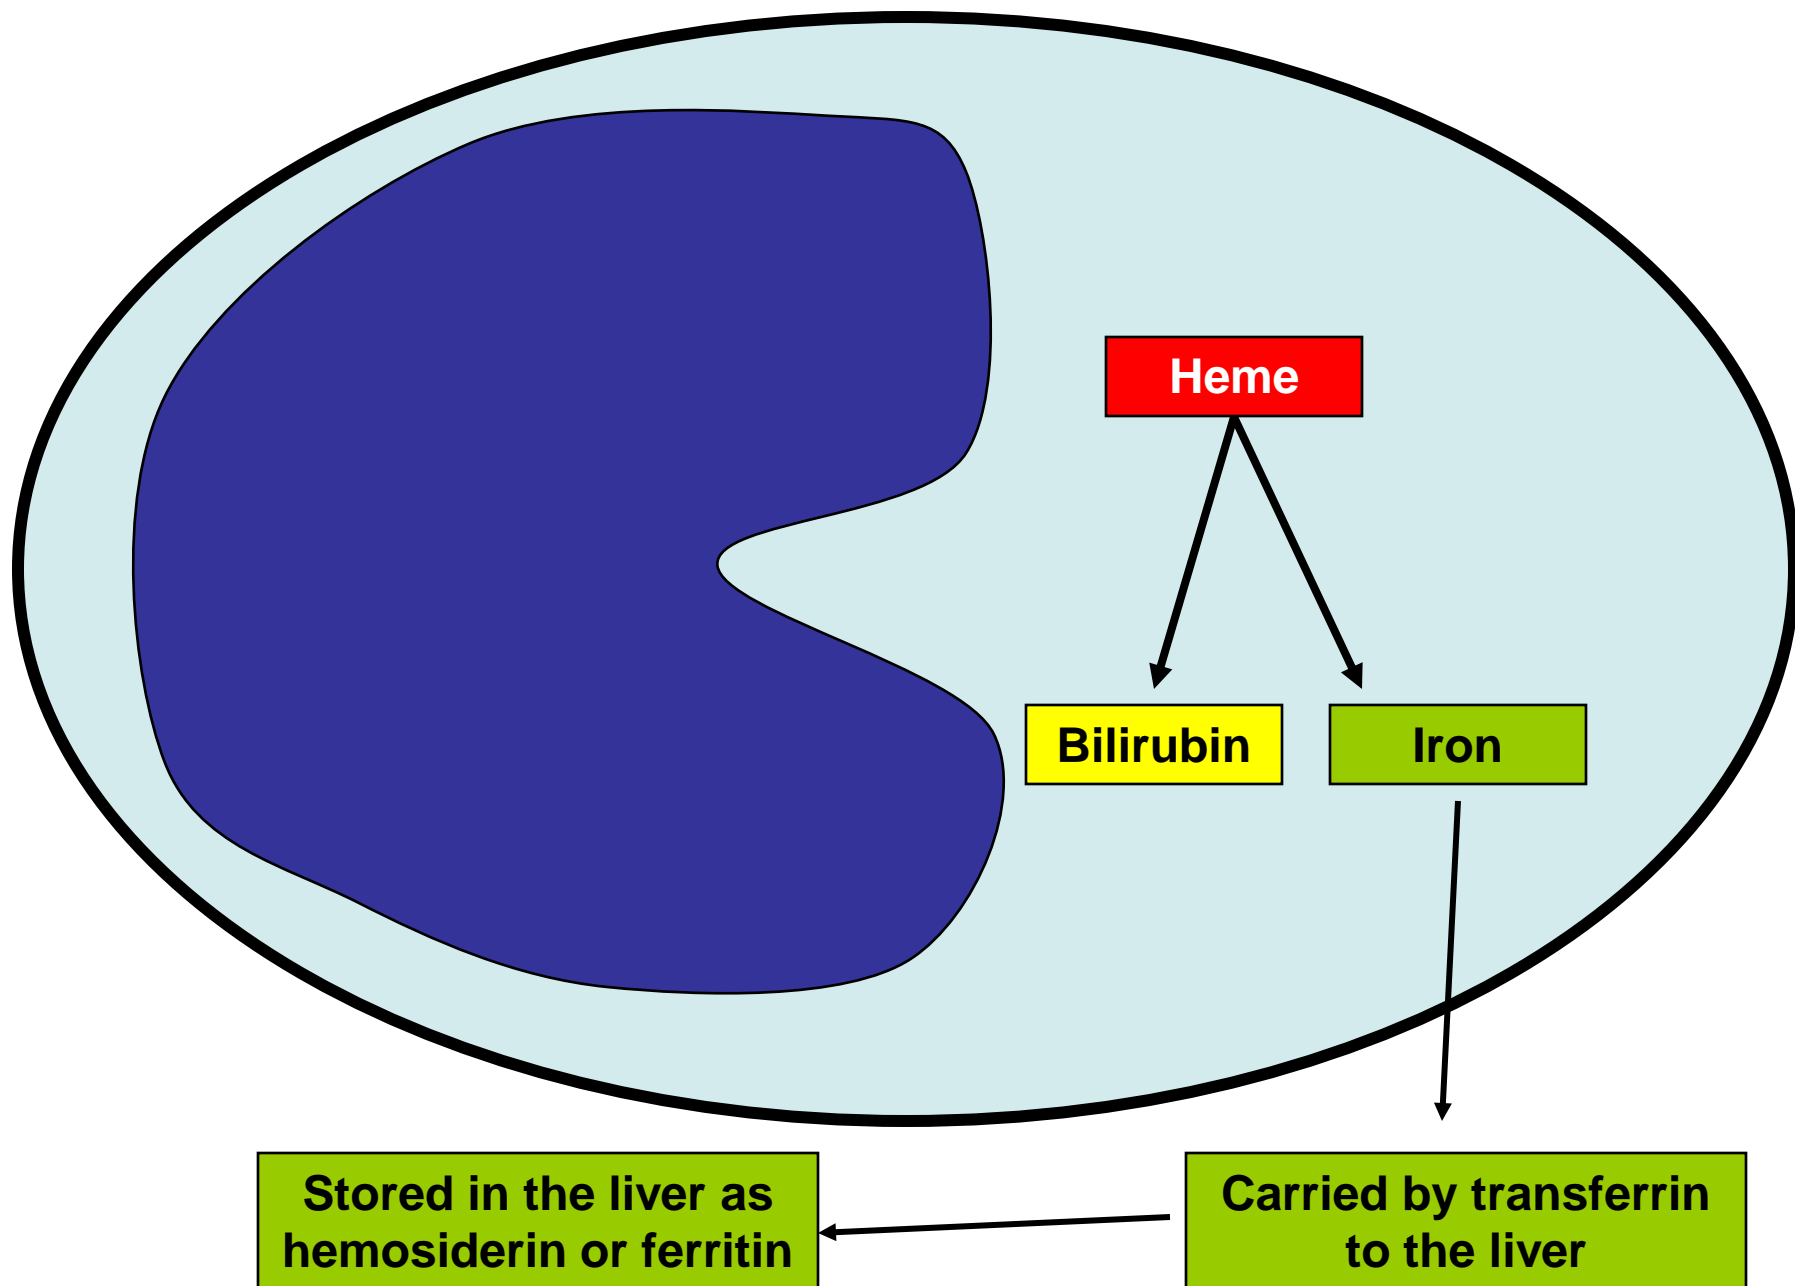 Heme
Bilirubin
Iron
Stored in the liver as
hemosiderin or ferritin
Carried by transferrin
to the liver